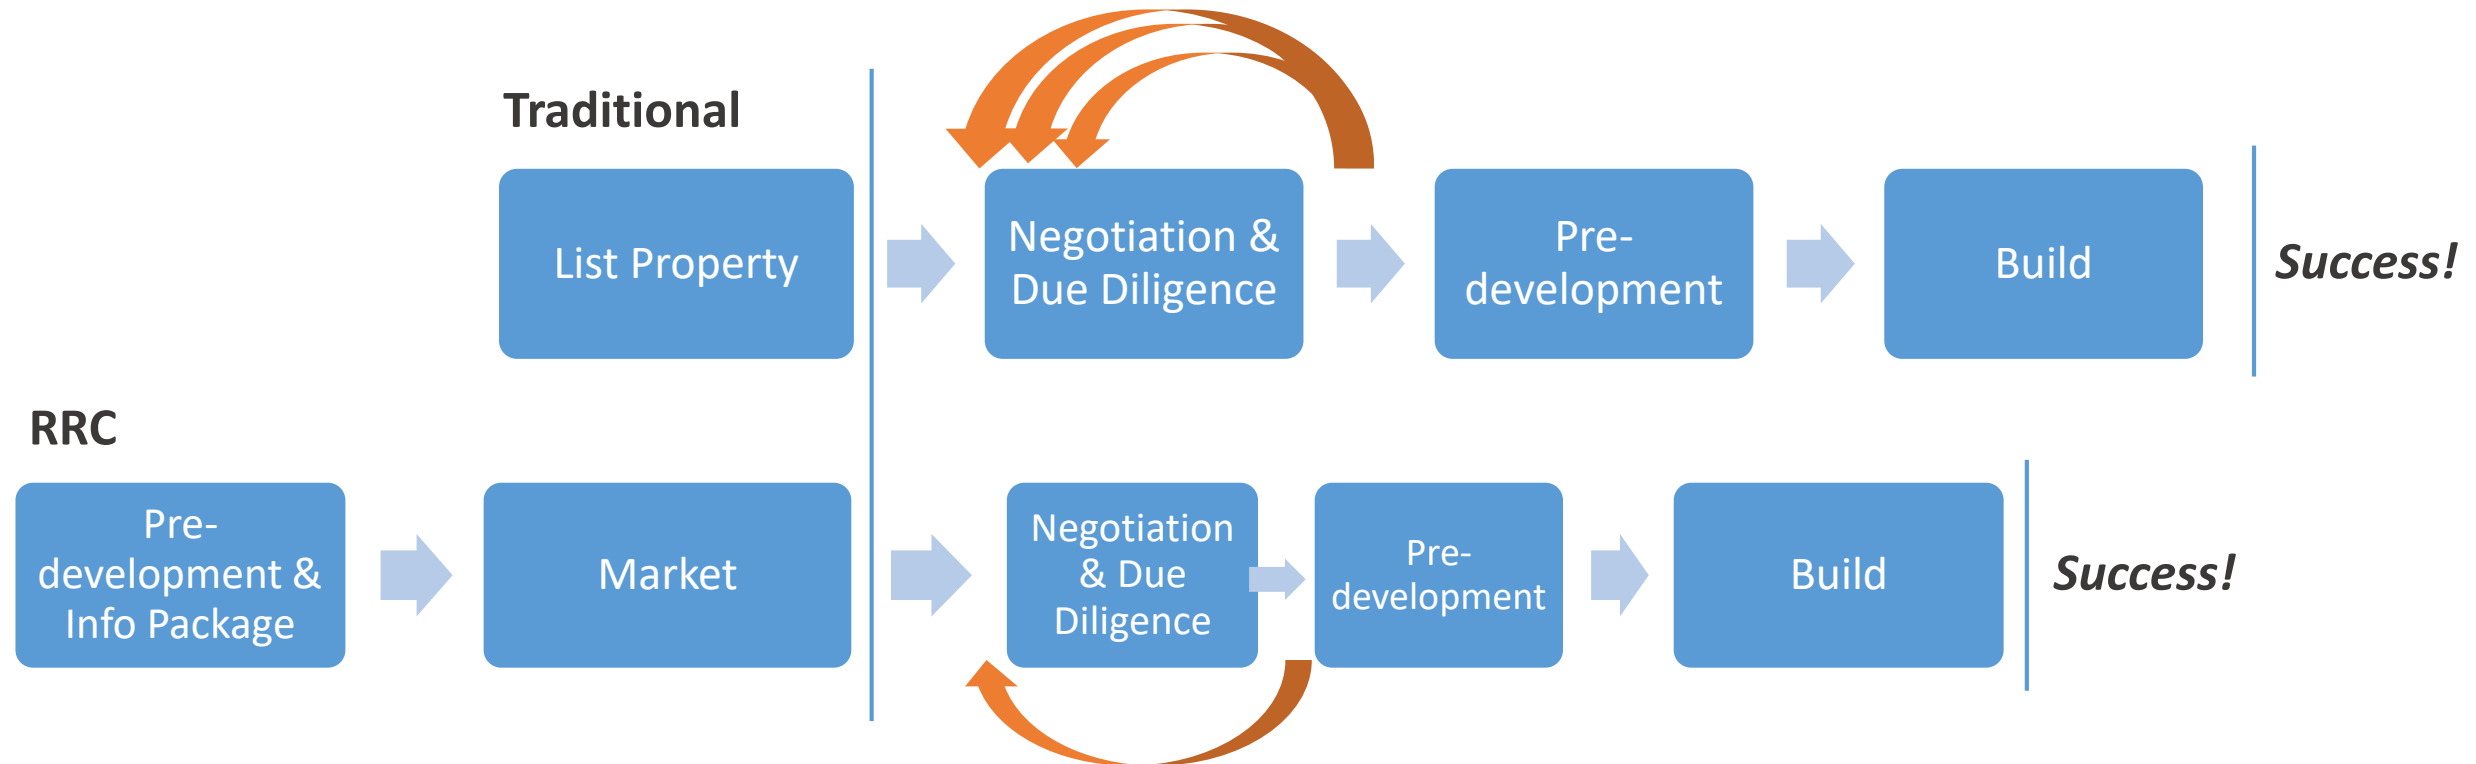 Traditional
List Property
Negotiation &
Due Diligence
Pre-
development
Build
Success!
RRC
Pre-
development &
Info Package
Market
Negotiation
& Due
Diligence
Pre-
development
Build
Success!